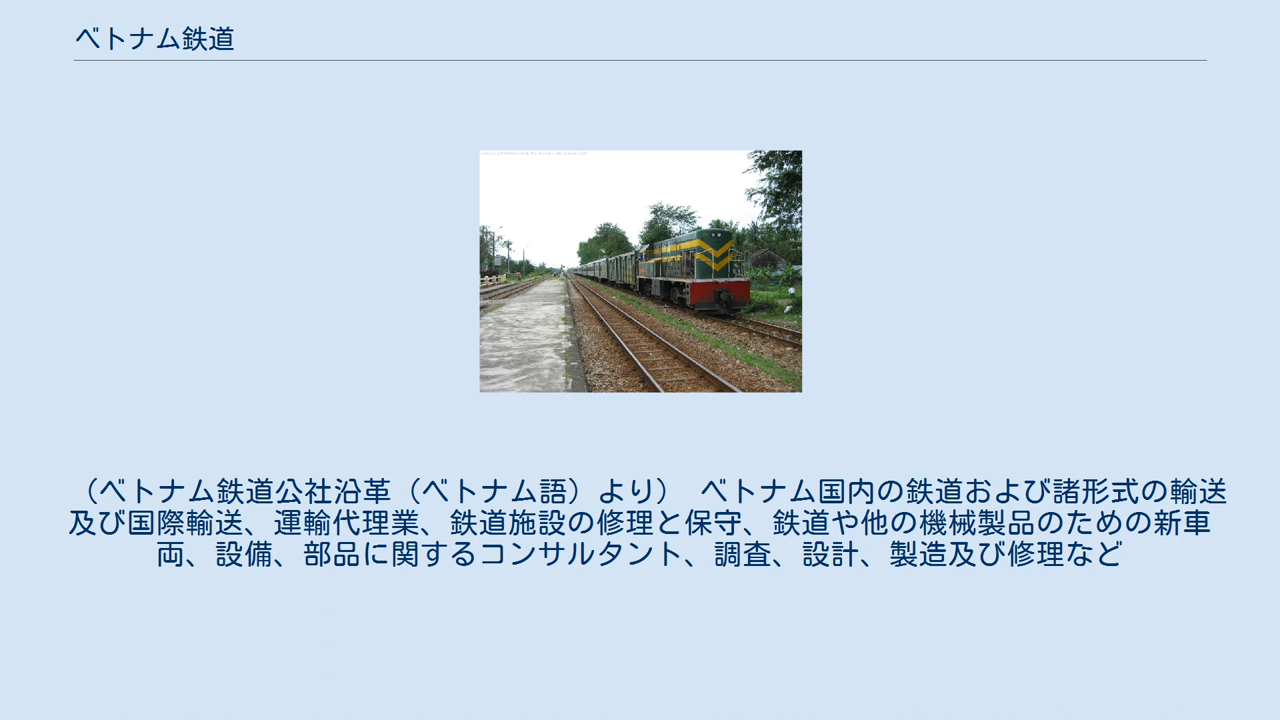 ベトナム鉄道
（ベトナム鉄道公社沿革（ベトナム語）より）　ベトナム国内の鉄道および諸形式の輸送
及び国際輸送、運輸代理業、鉄道施設の修理と保守、鉄道や他の機械製品のための新車
両、設備、部品に関するコンサルタント、調査、設計、製造及び修理など